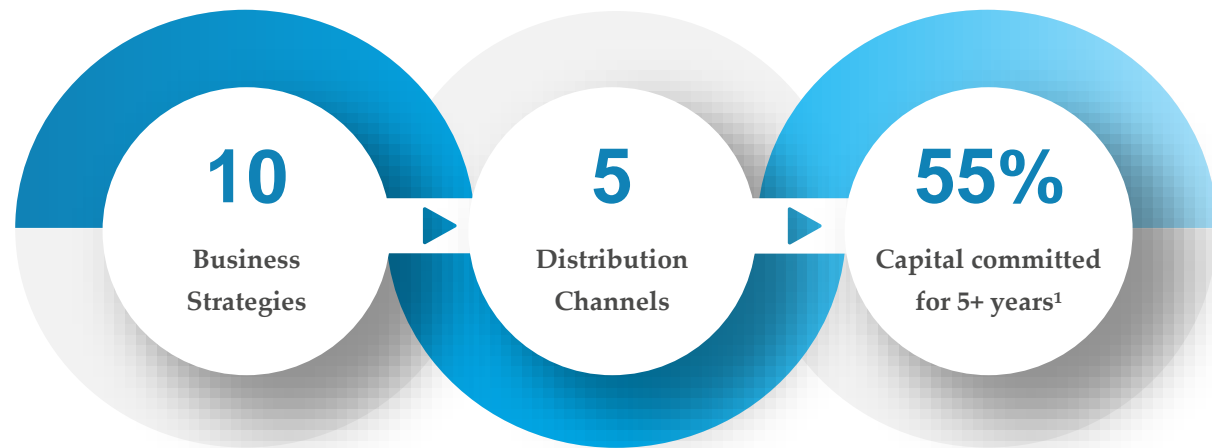 10
Business
Strategies
5
Distribution
Channels
55%
Capital committed
for 5+ years¹